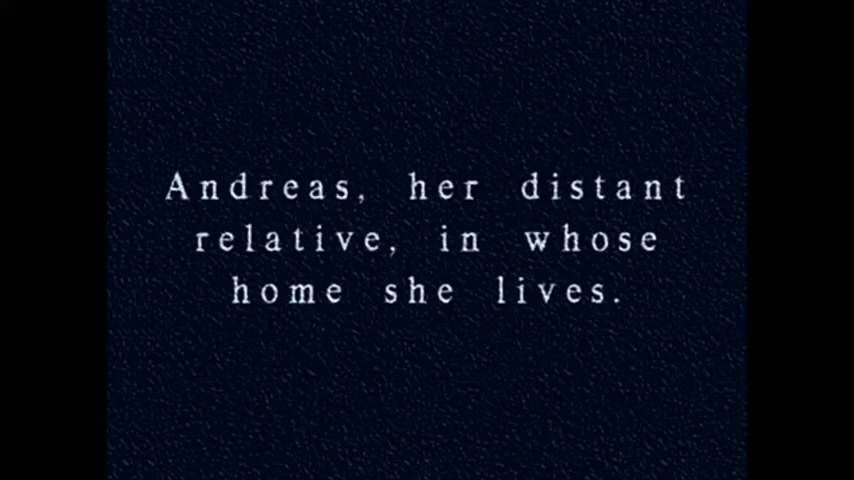 Andreas, her distant
relative, in whose
home she lives.